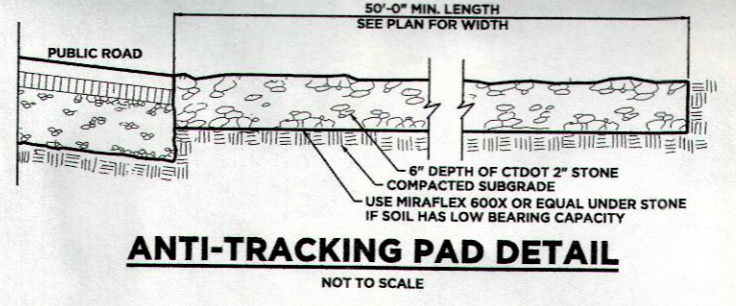 50'-0" MIN. LENGTH
SEE PLAN FOR WIDTH
PUBLIC ROAD
6" DEPTH OF CTDOT 2" STONE
COMPACTED SUBGRADE
USE MIRAFLEX 600X OR EQUAL UNDER STONE
IF SOIL HAS LOW BEARING CAPACITY
ANTI-TRACKING PAD DETAIL
NOT TO SCALE